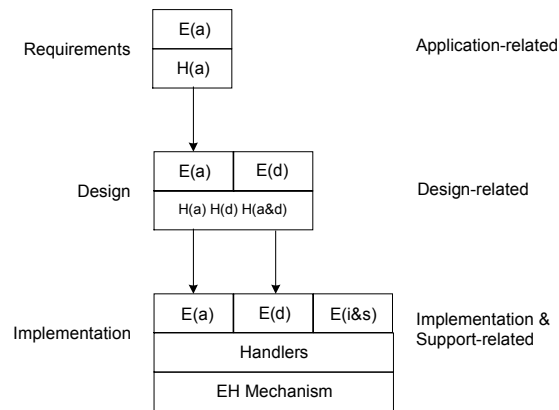 E(a)
Requirements
Application-related
H(a)
E(a) E(d)
Design
Design-related
H(a) H(d) H(a&d)
E(a) E(d) E(i&s)
Implementation
Implementation &
Support-related
Handlers
EH Mechanism